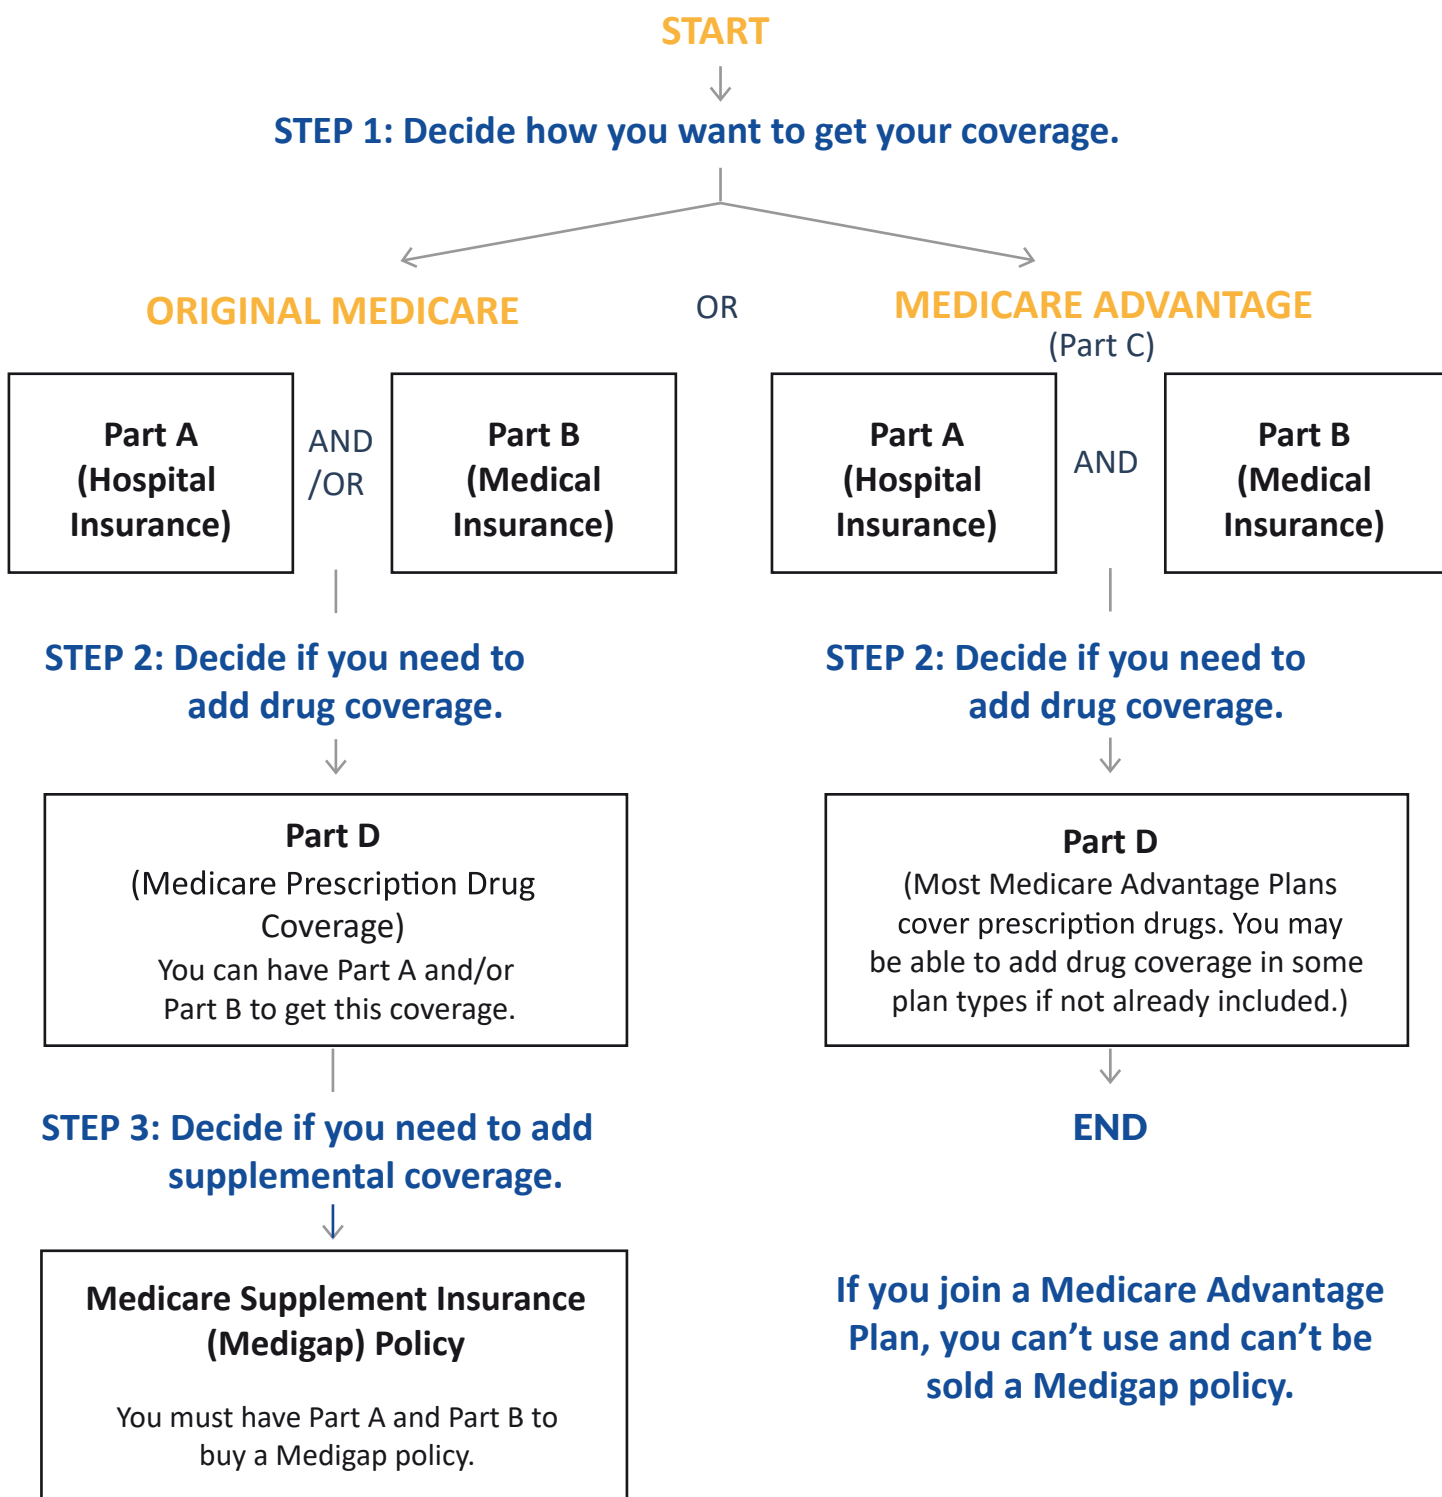 START
STEP 1: Decide how you want to get your coverage.
ORIGINAL MEDICARE
OR
MEDICARE ADVANTAGE
(Part C)
Part A
(Hospital
Insurance)
AND
/OR
Part B
(Medical
Insurance)
Part A
(Hospital
Insurance)
AND
Part B
(Medical
Insurance)
STEP 2: Decide if you need to
add drug coverage.
Part D
(Medicare Prescription Drug
Coverage)
You can have Part A and/or
Part B to get this coverage.
STEP 3: Decide if you need to add
supplemental coverage.
Medicare Supplement Insurance
(Medigap) Policy
You must have Part A and Part B to
buy a Medigap policy.
STEP 2: Decide if you need to
add drug coverage.
Part D
(Most Medicare Advantage Plans
cover prescription drugs. You may
be able to add drug coverage in some
plan types if not already included.)
END
If you join a Medicare Advantage
Plan, you can’t use and can’t be
sold a Medigap policy.